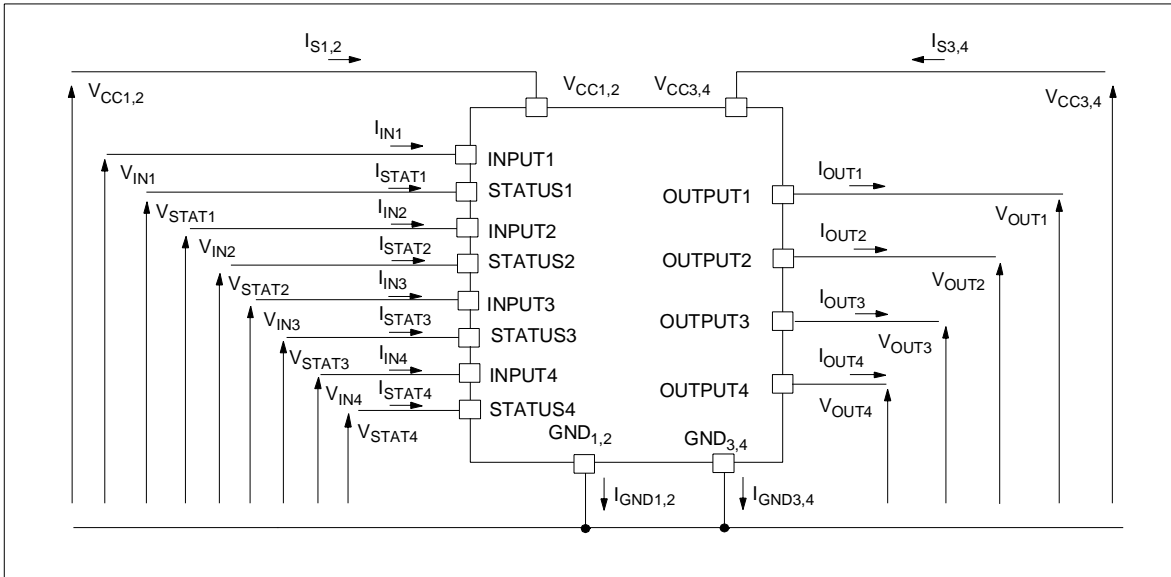 I_S1,2
I_S3,4
V_CC1,2
V_CC1,2
V_CC3,4
V_CC3,4
I_IN1
V_IN1
INPUT1
I_STAT1
V_STAT1
STATUS1
I_IN2
V_IN2
INPUT2
I_STAT2
V_STAT2
STATUS2
I_IN3
V_IN3
INPUT3
I_STAT3
V_STAT3
STATUS3
I_IN4
V_IN4
INPUT4
I_STAT4
V_STAT4
STATUS4
OUTPUT1
I_OUT1
V_OUT1
OUTPUT2
I_OUT2
V_OUT2
OUTPUT3
I_OUT3
V_OUT3
OUTPUT4
I_OUT4
V_OUT4
GND_1,2
GND_3,4
I_GND1,2
I_GND3,4